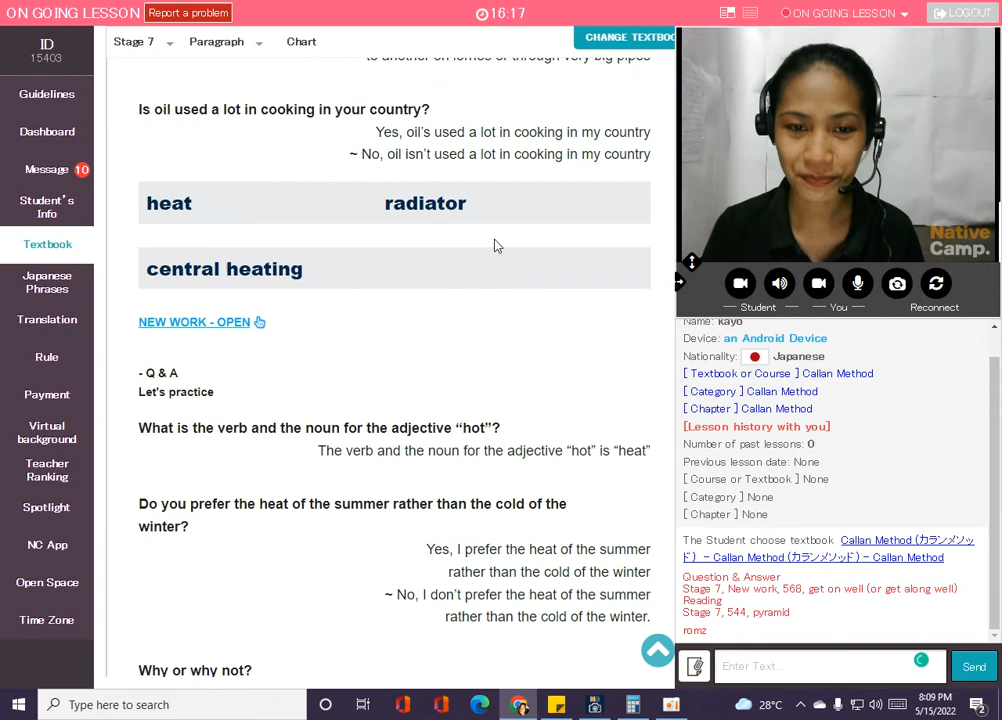 ON GOING LESSON
Report a problem
16:17
ON GOING LESSON
LOGOUT
ID
15403
Guidelines
Dashboard
Message 10
Student's
Info
Textbook
Japanese
Phrases
Translation
Rule
Payment
Virtual
background
Teacher
Ranking
Spotlight
NC App
Open Space
Time Zone
Stage 7
Paragraph
Chart
CHANGE TEXTBOO
to another on lorries or through very big pipes
Is oil used a lot in cooking in your country?
Yes, oil's used a lot in cooking in my country
~ No, oil isn't used a lot in cooking in my country
heat radiator
central heating
NEW WORK - OPEN
- Q & A
Let's practice
What is the verb and the noun for the adjective “hot”?
The verb and the noun for the adjective “hot” is “heat”
Do you prefer the heat of the summer rather than the cold of the
winter?
Yes, I prefer the heat of the summer
rather than the cold of the winter
~ No, I don't prefer the heat of the summer
rather than the cold of the winter.
Why or why not?
Native
Camp.
Student
You
Reconnect
Name: kayo
Device: an Android Device
Nationality: Japanese
[ Textbook or Course ] Callan Method
[ Category ] Callan Method
[ Chapter ] Callan Method
[Lesson history with you]
Number of past lessons: 0
Previous lesson date: None
[ Course or Textbook ] None
[ Category ] None
[ Chapter ] None
The Student choose textbook Callan Method (カランメソッ
ド) - Callan Method (カランメソッド) - Callan Method
Question & Answer
Stage 7, New work, 568, get on well (or get along well)
Reading
Stage 7, 544, pyramid
romz
Enter Text...
Send
Type here to search
28°C
8:09 PM
5/15/2022
2